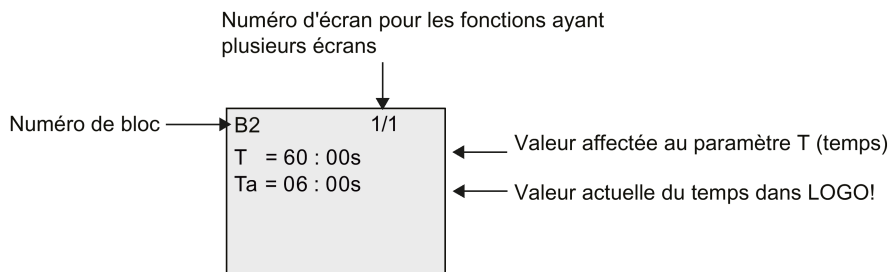 Numéro d'écran pour les fonctions ayant
plusieurs écrans
Numéro de bloc
B2 1/1
T = 60 : 00s
Ta = 06 : 00s
Valeur affectée au paramètre T (temps)
Valeur actuelle du temps dans LOGO!